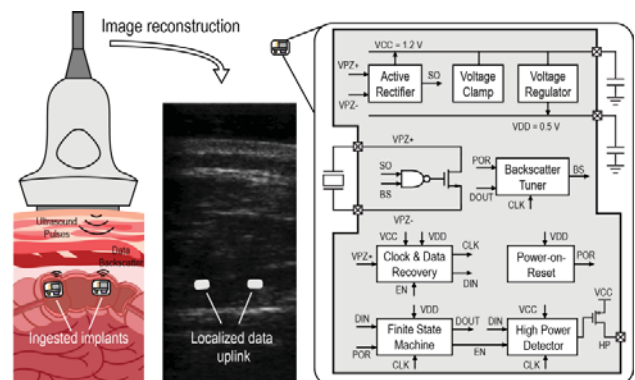 Image reconstruction
Ultrasound
Pulses
Data
Backscatter
Ingested implants
Localized data
uplink
VCC = 1.2 V
VPZ+
VPZ-
Active
Rectifier
SO
Voltage
Clamp
Voltage
Regulator
VDD = 0.5 V
VPZ+
SO
BS
VPZ-
POR
DOUT
Backscatter
Tuner
BS
CLK
VCC
VDD
VPZ+
Clock & Data
Recovery
CLK
DIN
EN
VDD
Power-on-
Reset
POR
VDD
DIN
POR
Finite State
Machine
DOUT
CLK
EN
VCC
DIN
High Power
Detector
CLK
VCC
HP